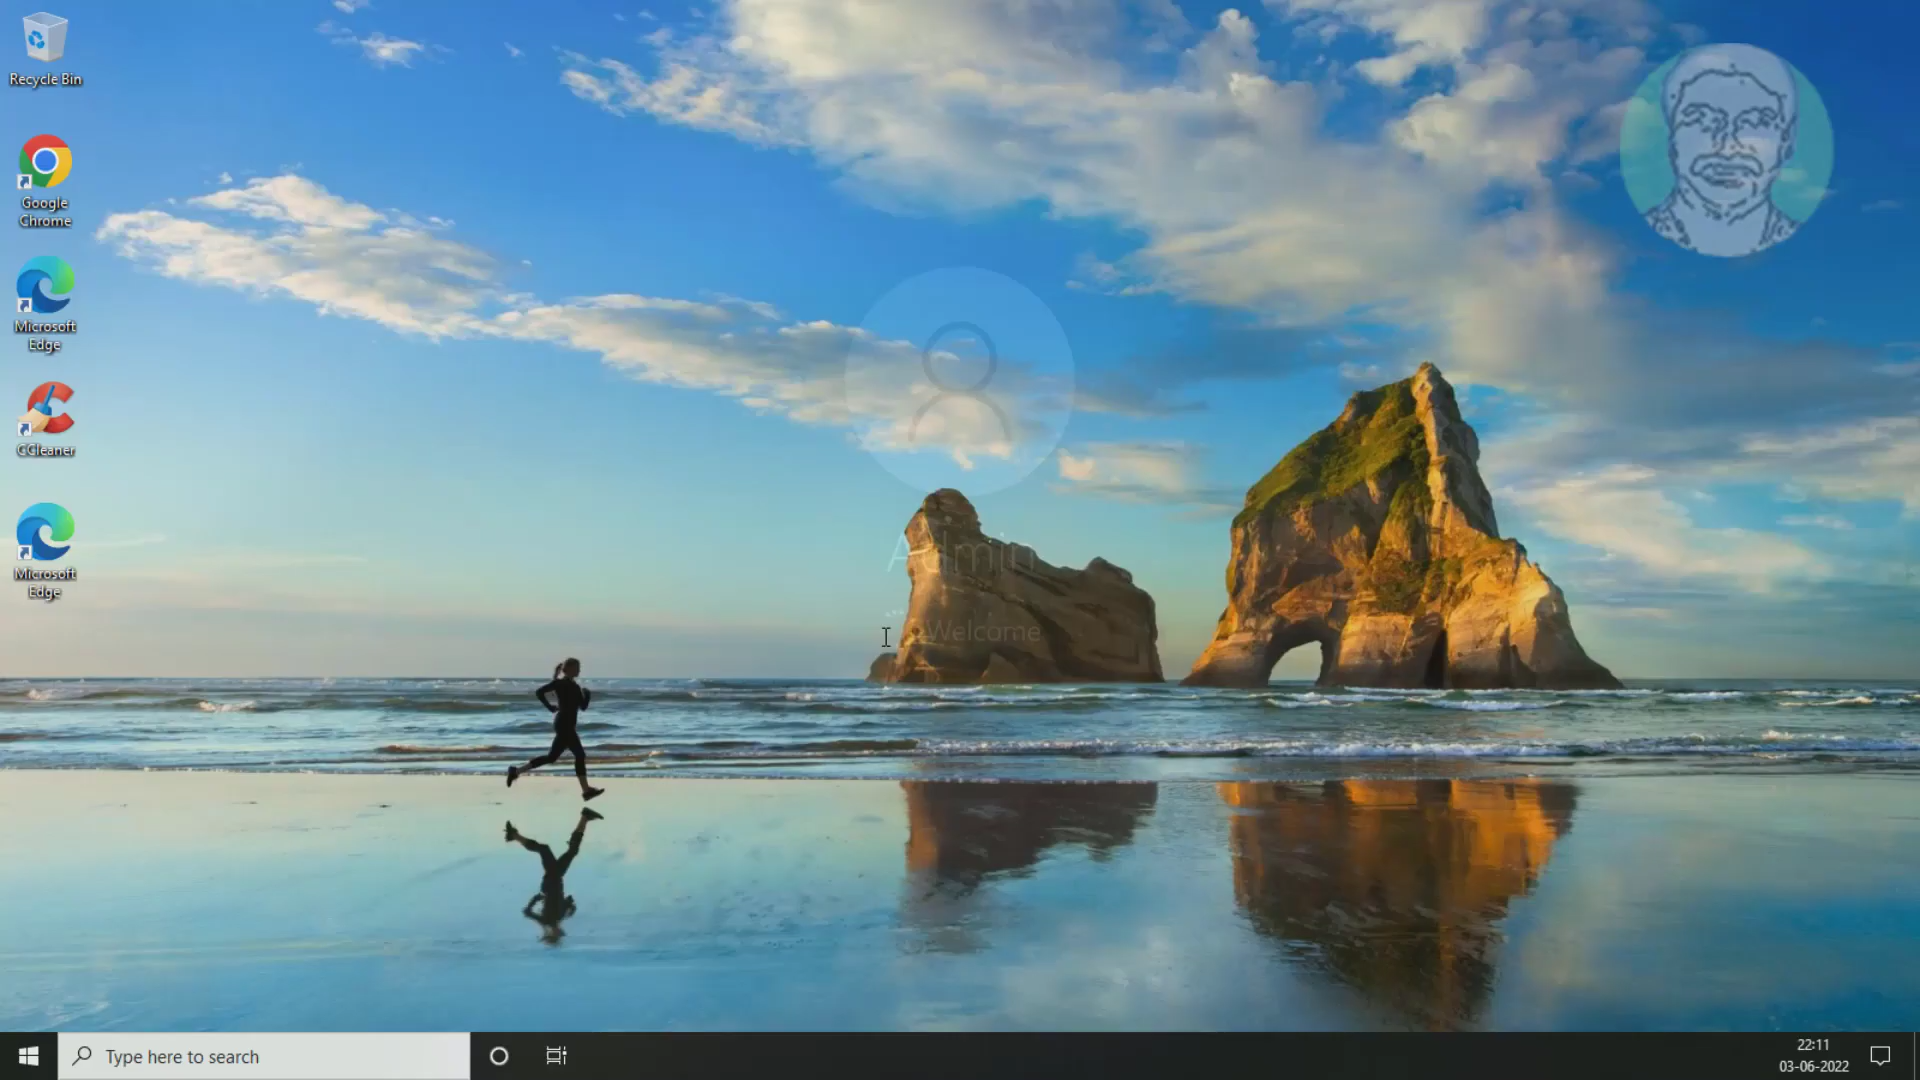 Recycle Bin
Google
Chrome
Microsoft
Edge
CCleaner
Microsoft
Edge
Admin
Welcome
Type here to search
22:11
03-06-2022